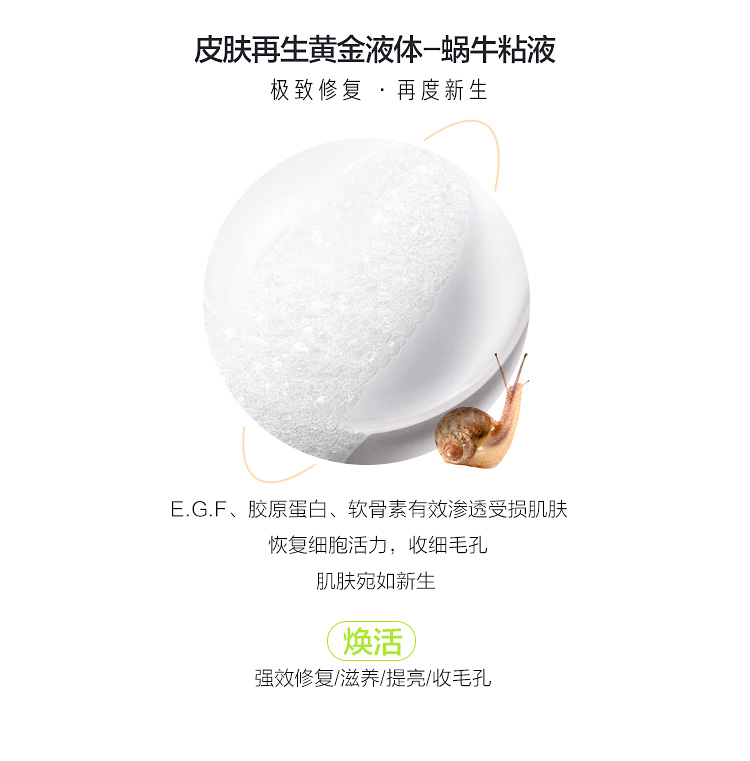 皮肤再生黄金液体-蜗牛粘液
极致修复 · 再度新生
E.G.F、胶原蛋白、软骨素有效渗透受损肌肤
恢复细胞活力，收细毛孔
肌肤宛如新生
焕活
强效修复/滋养/提亮/收毛孔